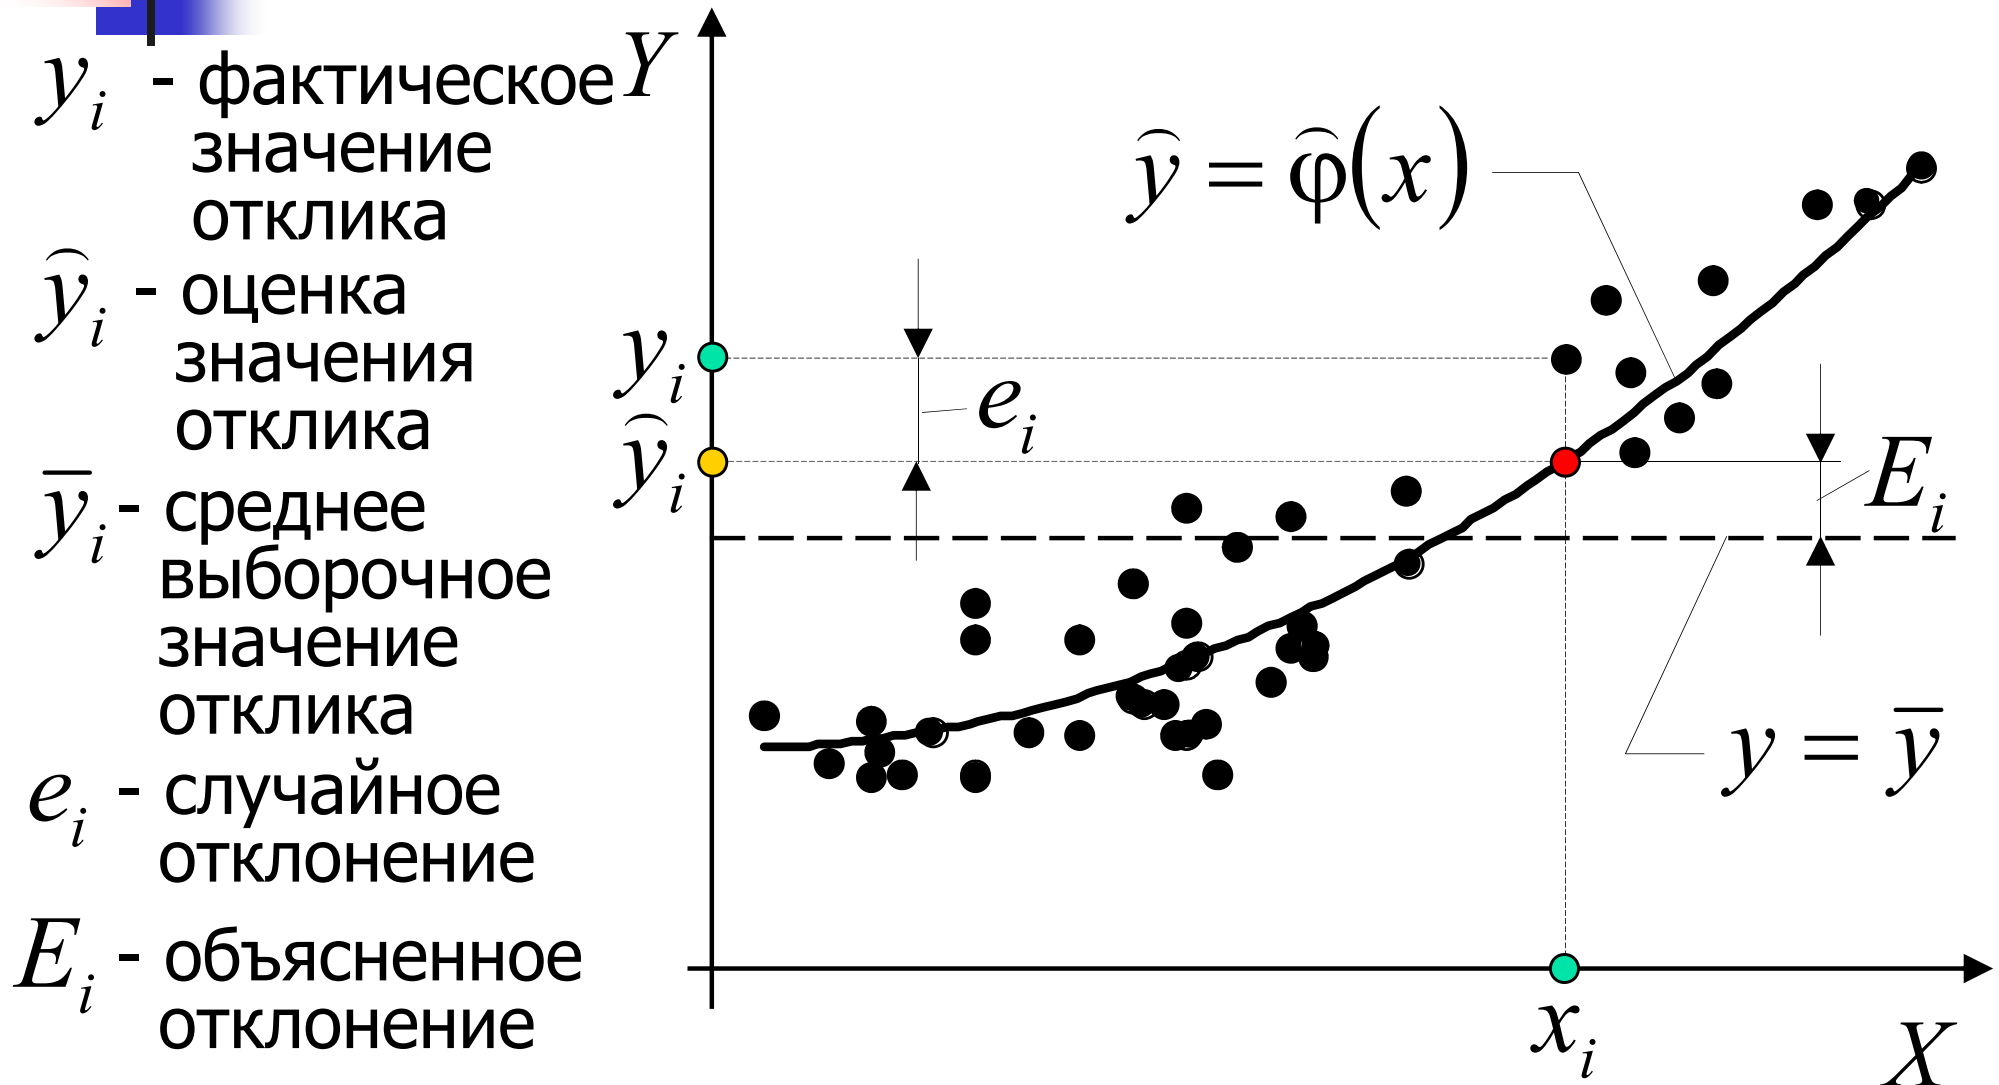 yᵢ - фактическое
значение
отклика
ŷᵢ - оценка
значения
отклика
y̅ᵢ - среднее
выборочное
значение
отклика
eᵢ - случайное
отклонение
Eᵢ - объясненное
отклонение
Y
ŷ = φ̂(x)
yᵢ
eᵢ
ŷᵢ
Eᵢ
y = y̅
xᵢ
X